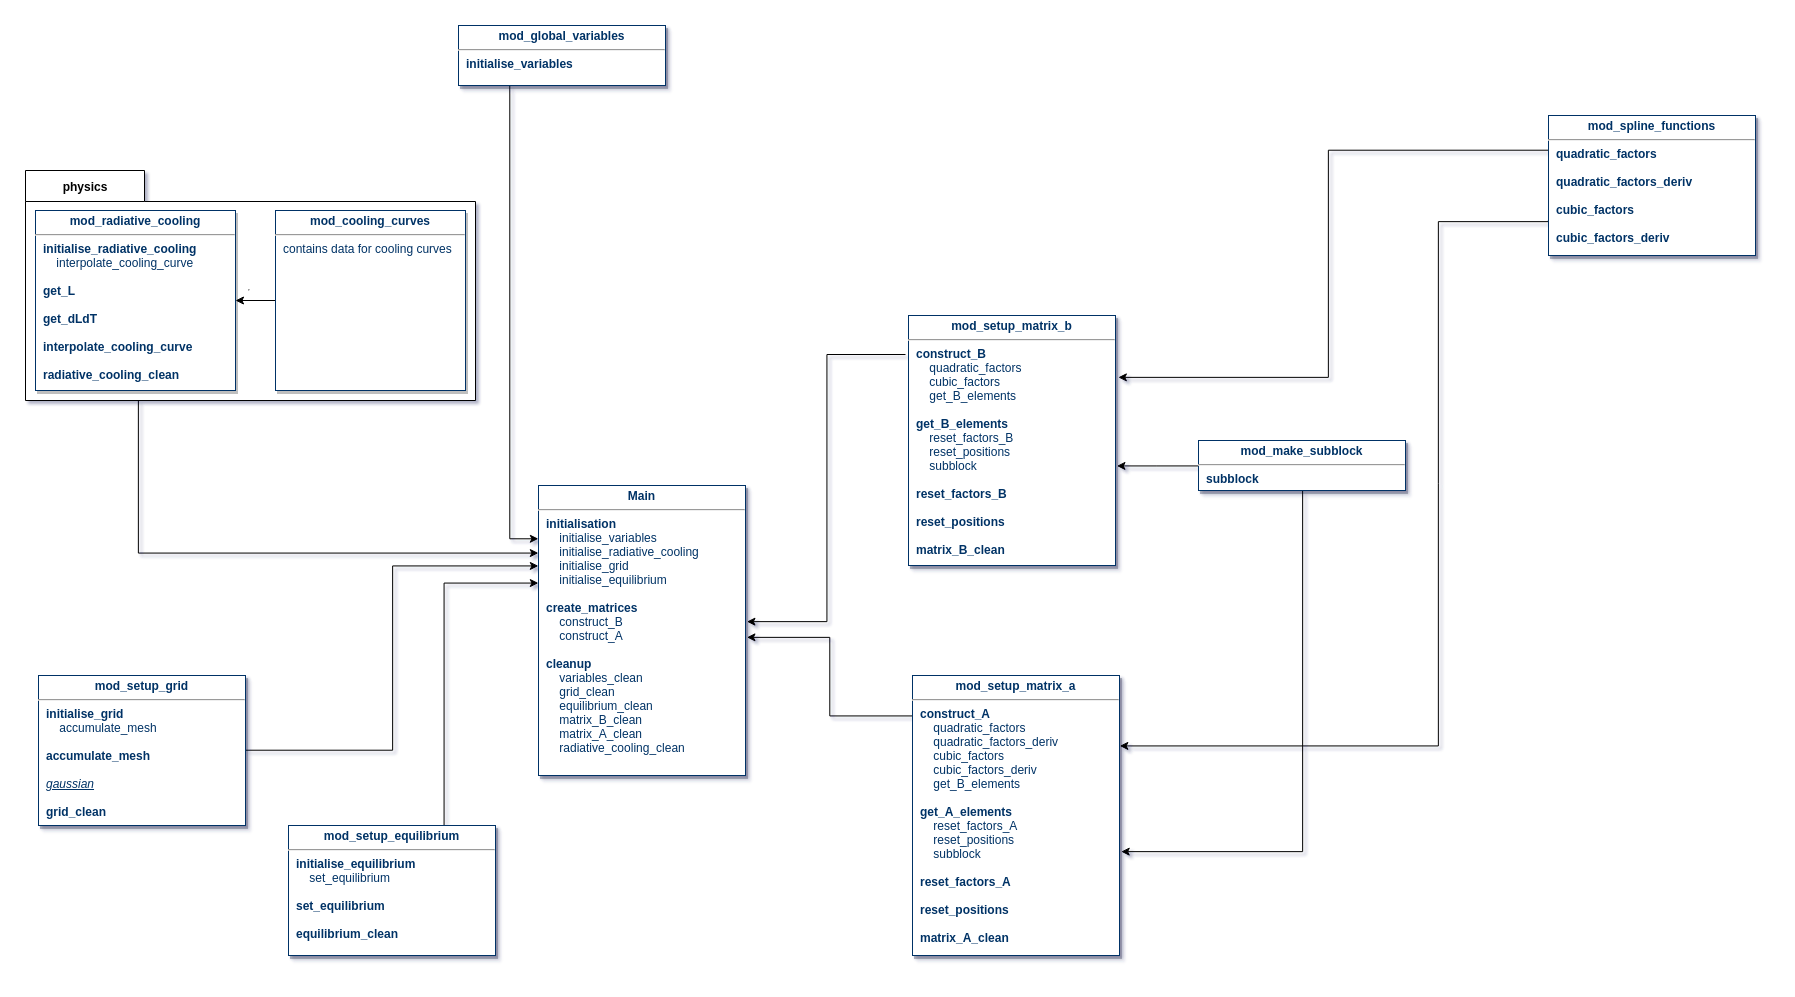 mod_global_variables
initialise_variables
mod_spline_functions
quadratic_factors
quadratic_factors_deriv
cubic_factors
cubic_factors_deriv
physics
mod_radiative_cooling
initialise_radiative_cooling
interpolate_cooling_curve
get_L
get_dLdT
interpolate_cooling_curve
radiative_cooling_clean
mod_cooling_curves
contains data for cooling curves
mod_setup_matrix_b
construct_B
quadratic_factors
cubic_factors
get_B_elements
get_B_elements
reset_factors_B
reset_positions
subblock
reset_factors_B
reset_positions
matrix_B_clean
mod_make_subblock
subblock
Main
initialisation
initialise_variables
initialise_radiative_cooling
initialise_grid
initialise_equilibrium
create_matrices
construct_B
construct_A
cleanup
variables_clean
grid_clean
equilibrium_clean
matrix_B_clean
matrix_A_clean
radiative_cooling_clean
mod_setup_grid
initialise_grid
accumulate_mesh
accumulate_mesh
gaussian
grid_clean
mod_setup_equilibrium
initialise_equilibrium
set_equilibrium
set_equilibrium
equilibrium_clean
mod_setup_matrix_a
construct_A
quadratic_factors
quadratic_factors_deriv
cubic_factors
cubic_factors_deriv
get_B_elements
get_A_elements
reset_factors_A
reset_positions
subblock
reset_factors_A
reset_positions
matrix_A_clean